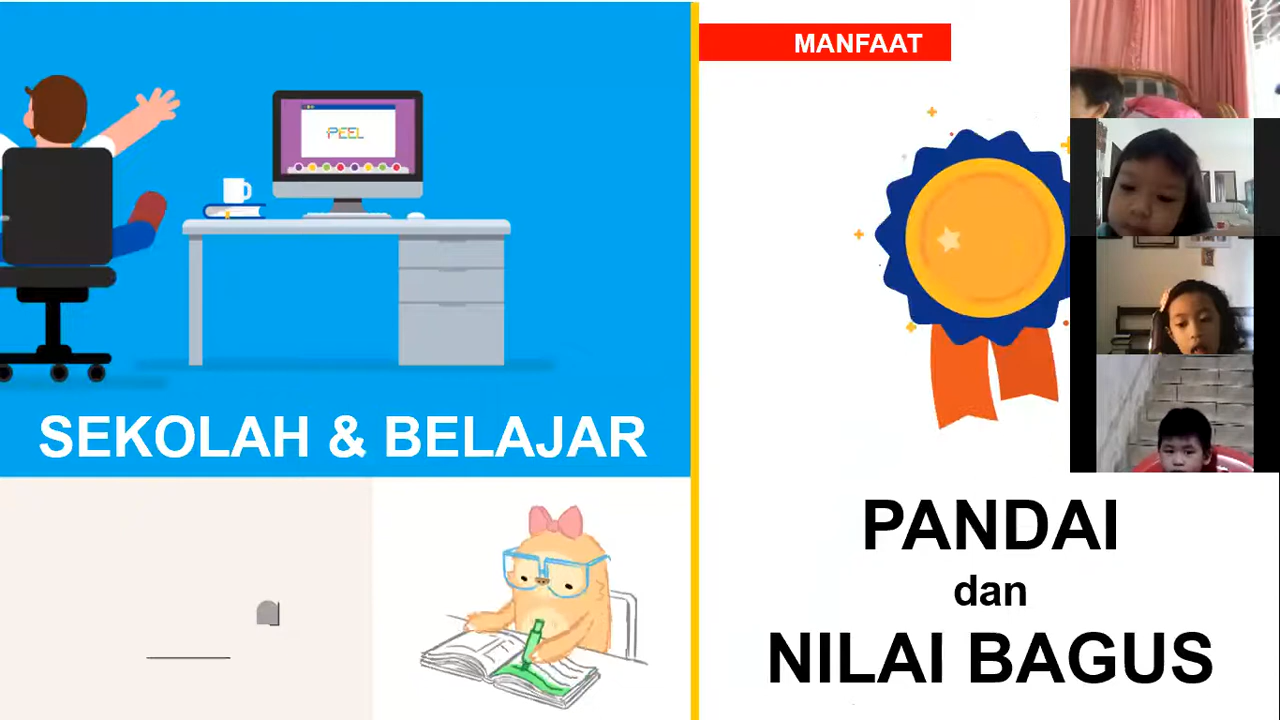 PEEL
SEKOLAH & BELAJAR
MANFAAT
PANDAI
dan
NILAI BAGUS